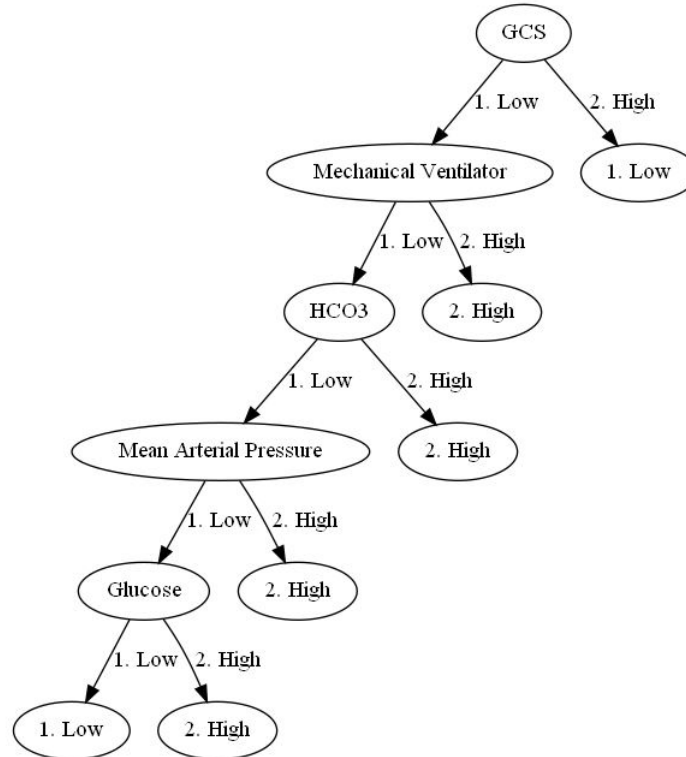 GCS
1. Low
2. High
Mechanical Ventilator
1. Low
1. Low
2. High
HCO3
2. High
1. Low
2. High
Mean Arterial Pressure
2. High
1. Low
2. High
Glucose
2. High
1. Low
2. High
1. Low
2. High